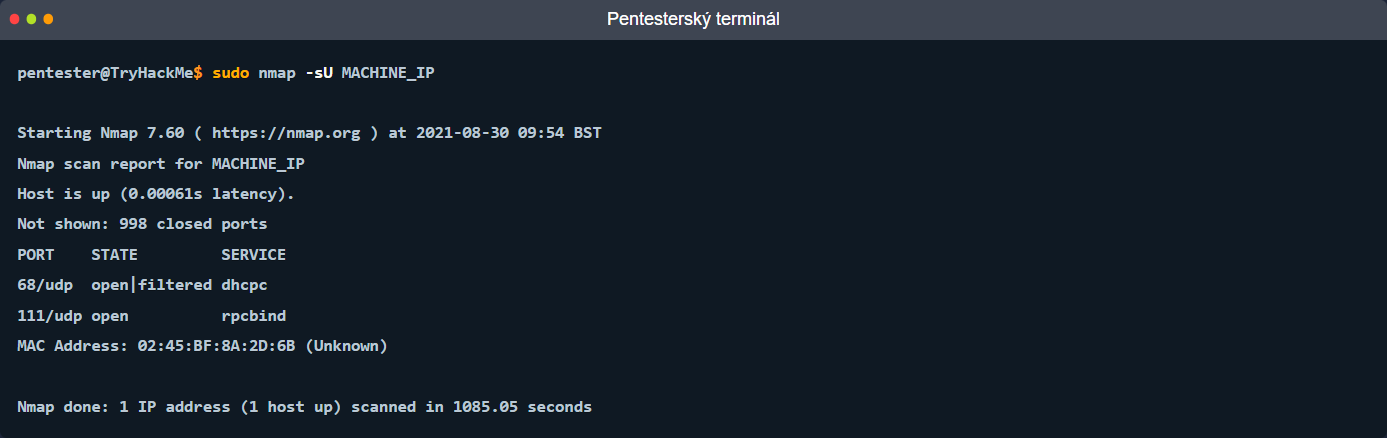 Pentesterský terminál
pentester@TryHackMe$ sudo nmap -sU MACHINE_IP
Starting Nmap 7.60 ( https://nmap.org ) at 2021-08-30 09:54 BST
Nmap scan report for MACHINE_IP
Host is up (0.00061s latency).
Not shown: 998 closed ports
PORT    STATE         SERVICE
68/udp  open|filtered dhcpc
111/udp open          rpcbind
MAC Address: 02:45:BF:8A:2D:6B (Unknown)
Nmap done: 1 IP address (1 host up) scanned in 1085.05 seconds